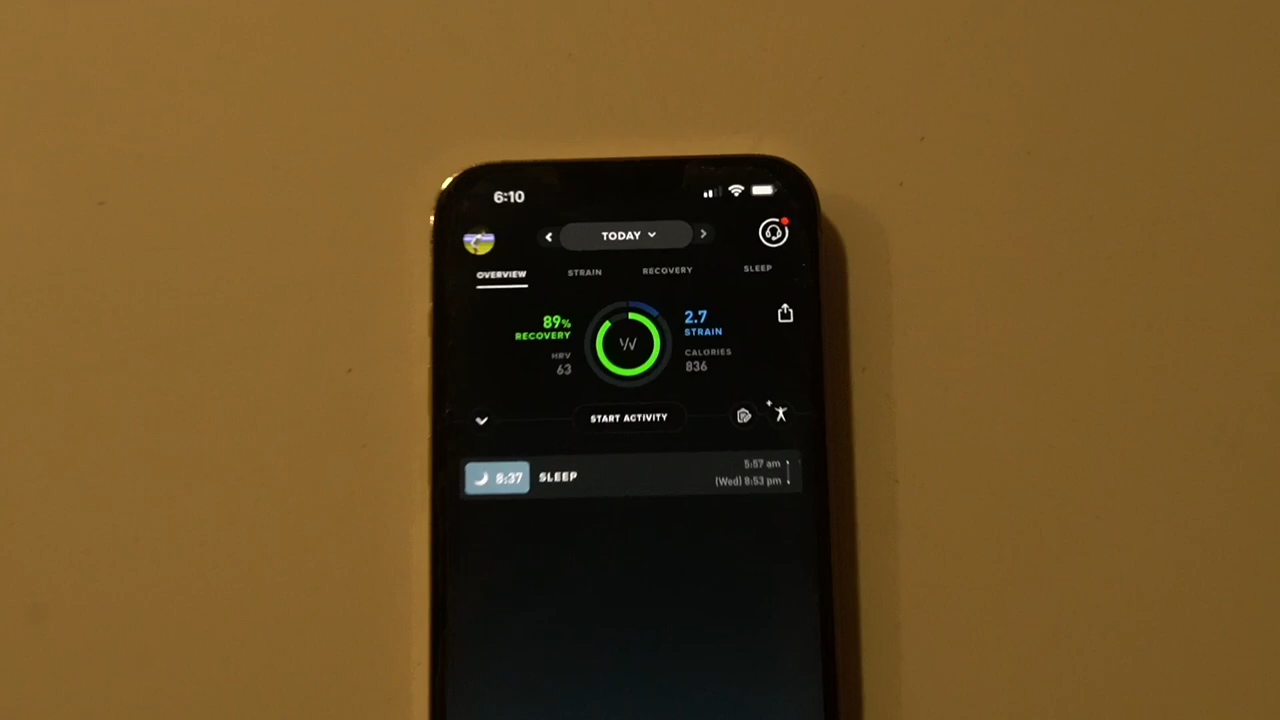 6:10
TODAY
OVERVIEW STRAIN RECOVERY SLEEP
89% RECOVERY
HRV 63
W
2.7 STRAIN
CALORIES 836
START ACTIVITY
8:37 SLEEP
5:57 am
(Wed) 8:53 pm